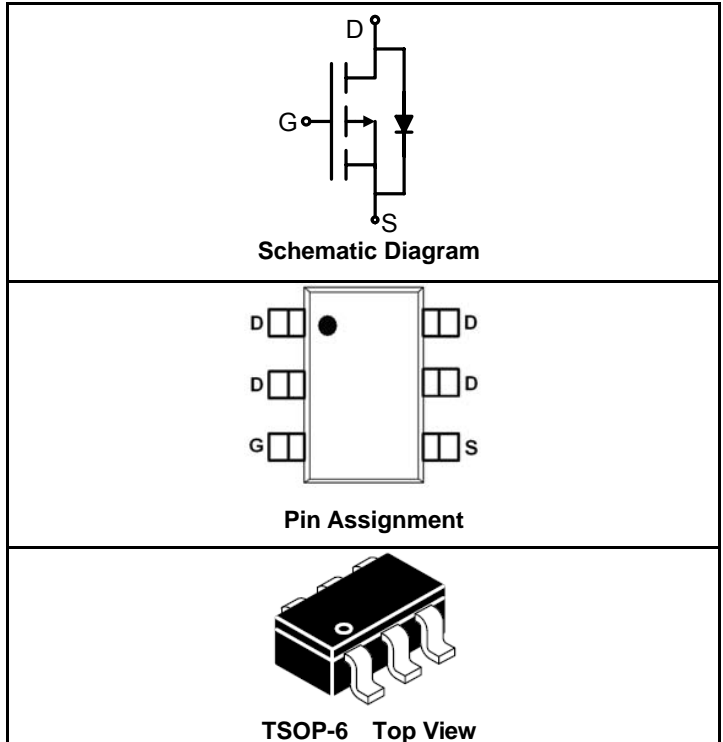 D
G
S
Schematic Diagram
D D
D D
G S
Pin Assignment
TSOP-6 Top View